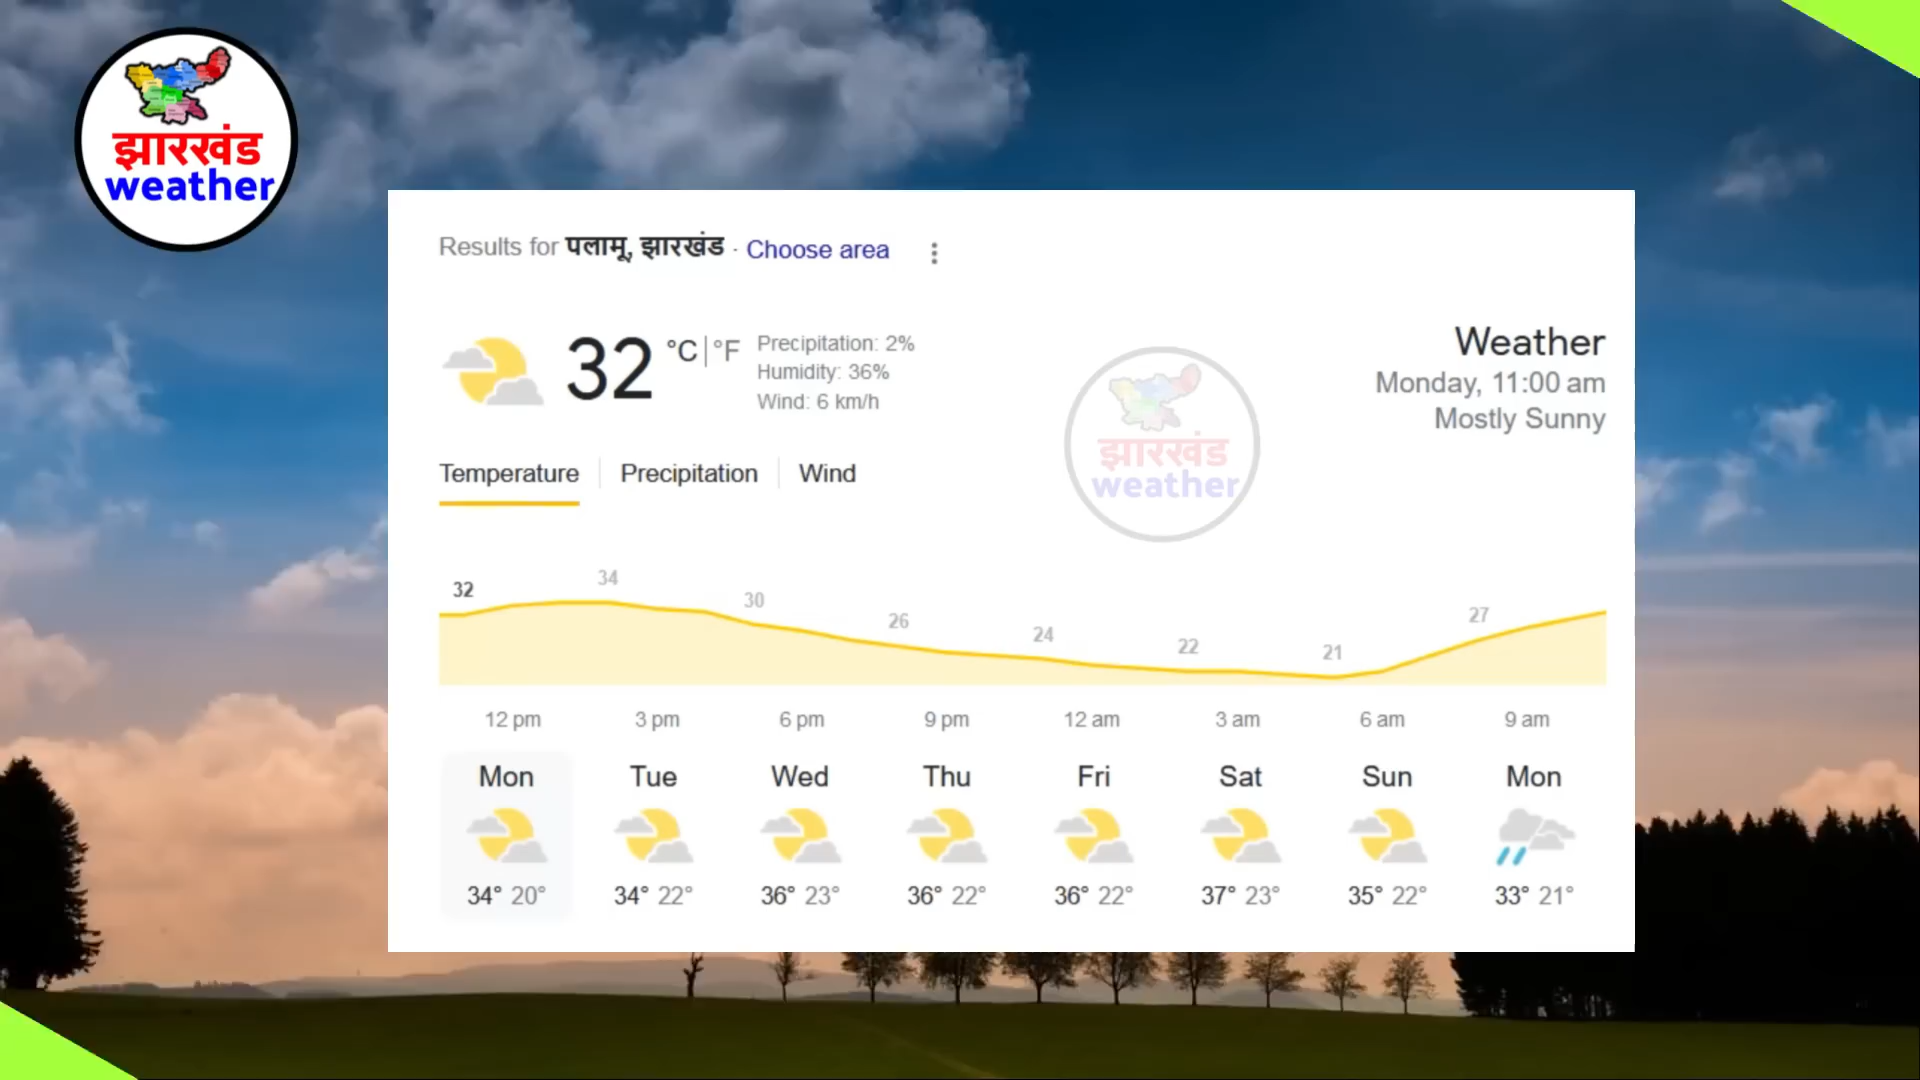 झारखंड
weather
Results for पलामू, झारखंड · Choose area
32 °C | °F
Precipitation: 2%
Humidity: 36%
Wind: 6 km/h
Weather
Monday, 11:00 am
Mostly Sunny
झारखंड
weather
Temperature Precipitation Wind
32 34 30 26 24 22 21 27
12 pm 3 pm 6 pm 9 pm 12 am 3 am 6 am 9 am
Mon Tue Wed Thu Fri Sat Sun Mon
34° 20° 34° 22° 36° 23° 36° 22° 36° 22° 37° 23° 35° 22° 33° 21°